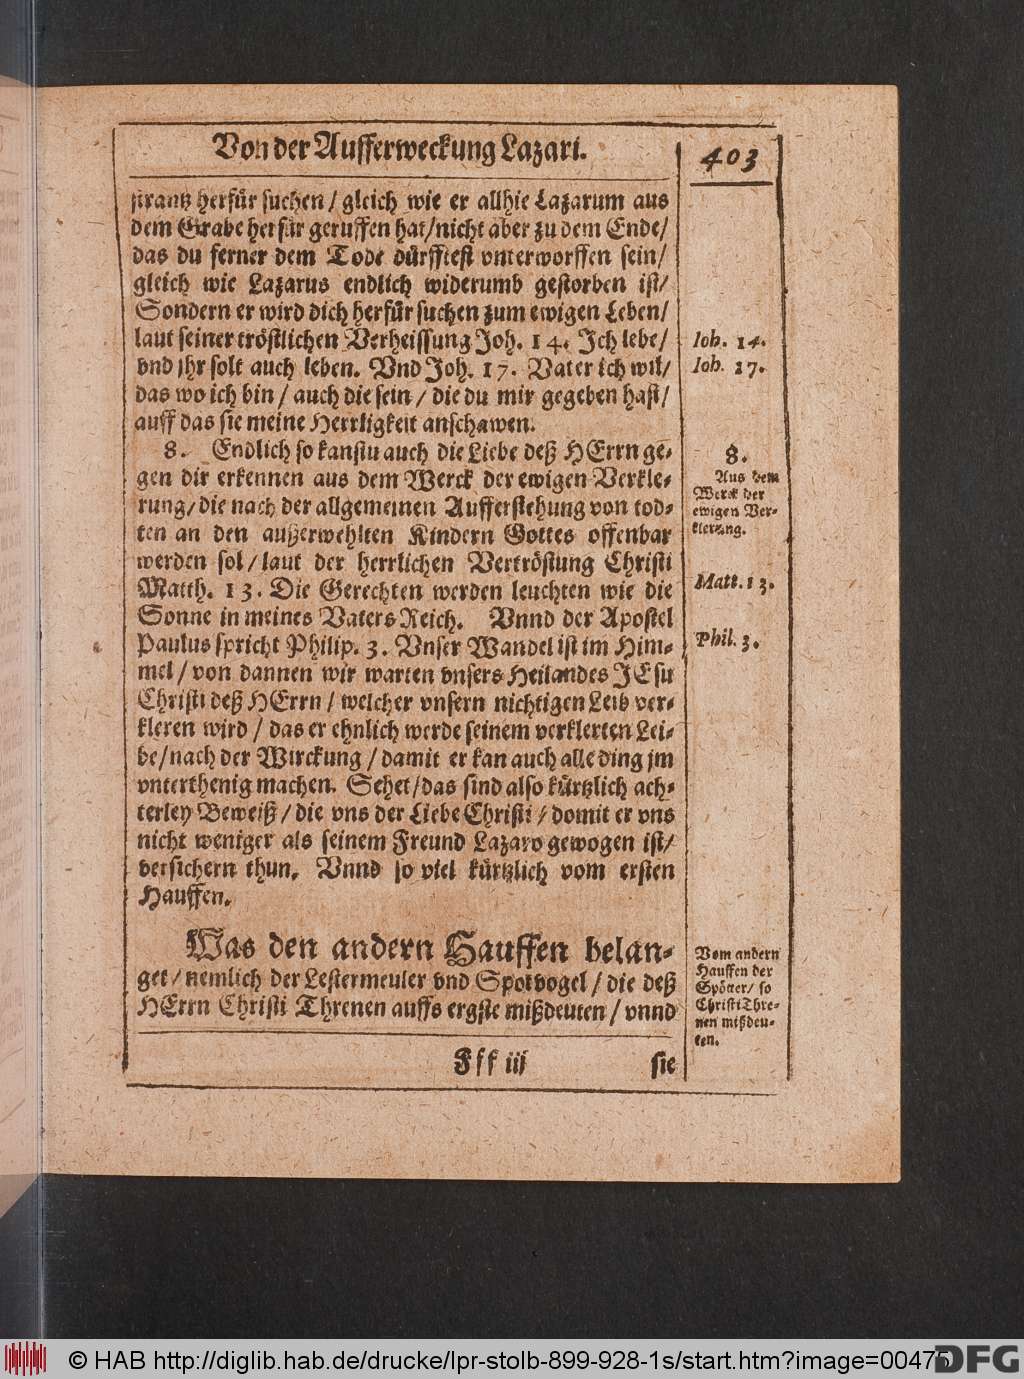 Von der Aufferweckung Lazari.
403
herfür suchen / gleich wie er allhie Lazarum aus
dem Grabe herfür geruffen hat/nicht aber zu dem Ende/
das du ferner dem Tode dürfftest vnterworffen sein/
gleich wie Lazarus endlich widerumb gestorben ist/
Sondern er wird dich herfür suchen zum ewigen Leben/
laut seiner tröstlichen Verheissung Joh. 14. Ich lebe/
vnd jhr solt auch leben. Vnd Joh. 17. Vater ich wil/
das wo ich bin / auch die sein / die du mir gegeben hast/
auff das sie meine Herrligkeit anschawen.
8. Endlich so kanstu auch die Liebe deß HErrn ge-
gen dir erkennen aus dem Werck der ewigen Verkle-
rung/die nach der allgemeinen Aufferstehung von tod-
ten an den außerwehlten Kindern Gottes offenbar
werden sol/laut der herrlichen Vertröstung Christi
Matth. 13. Die Gerechten werden leuchten wie die
Sonne in meines Vaters Reich. Vnnd der Apostel
Paulus spricht Philip. 3. Vnser Wandel ist im Him-
mel / von dannen wir warten vnsers Heilandes JEsu
Christi deß HErrn / welcher vnsern nichtigen Leib ver-
kleren wird / das er ehnlich werde seinem verklerten Lei-
be/nach der Wirckung / damit er kan auch alle ding jm
vnterthenig machen. Sehet/das sind also kürtzlich ach-
terley Beweiß / die vns der Liebe Christi / domit er vns
nicht weniger als seinem Freund Lazaro gewogen ist/
versichern thun. Vnnd so viel kürtzlich vom ersten
Hauffen.
Was den andern Hauffen belan-
get/ nemlich der Lestermeuler vnd Spotvogel / die deß
HErrn Christi Threnen auffs ergste mißdeuten / vnnd
Fff iij
sie
Ioh. 14.
Ioh. 17.
8.
Aus dem
Werck der
ewigen Ver-
klerung.
Matt. 13.
Phil. 3.
Vom andern
Hauffen der
Spötter/ so
Christi Thre-
nen mißdeu-
ten.
© HAB http://diglib.hab.de/drucke/lpr-stolb-899-928-1s/start.htm?image=00475
DFG